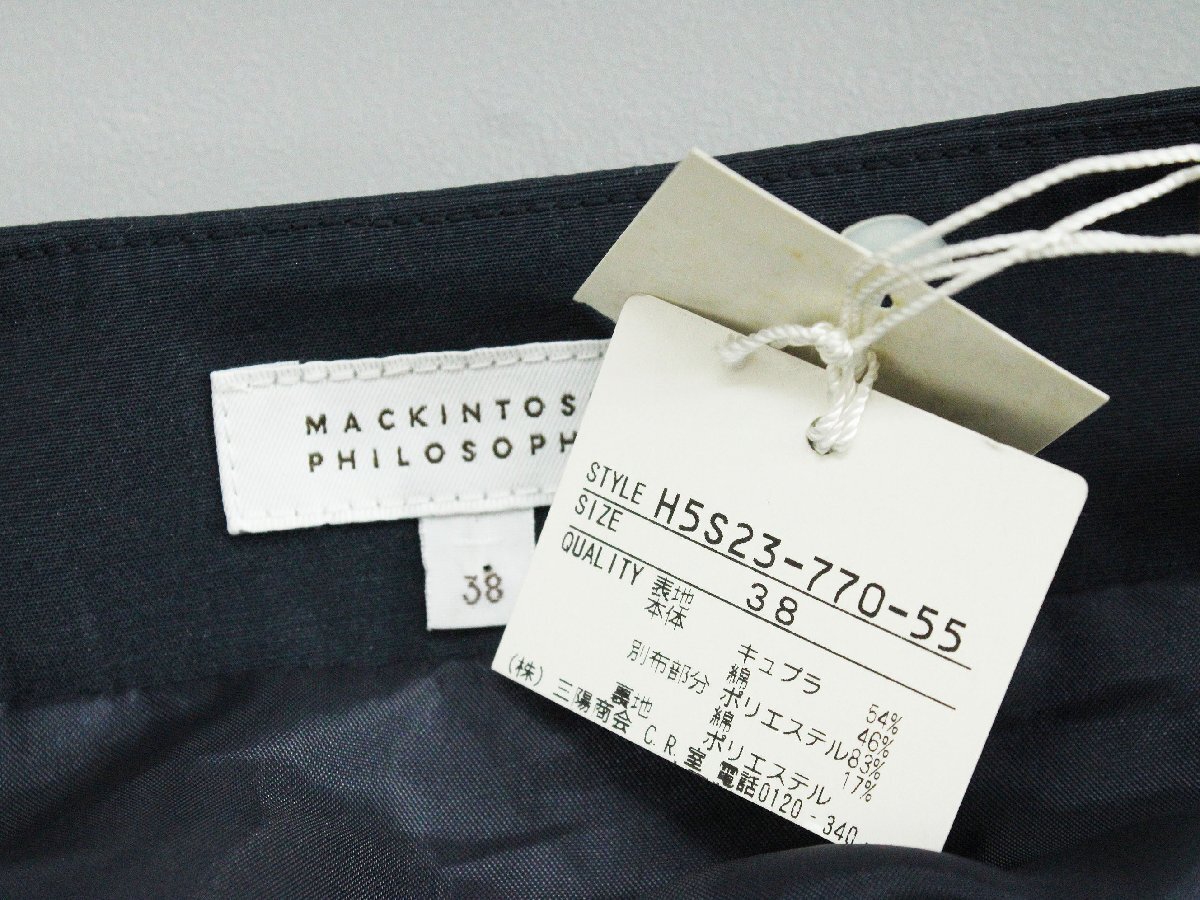 MACKINTOS
PHILOSOPH
38
STYLE H5S23-770-55
SIZE 38
QUALITY
表地
本体 キュプラ 54%
綿 46%
別布部分 ポリエステル83%
綿 17%
裏地 ポリエステル
(株)三陽商会 C.R.室 電話0120-340